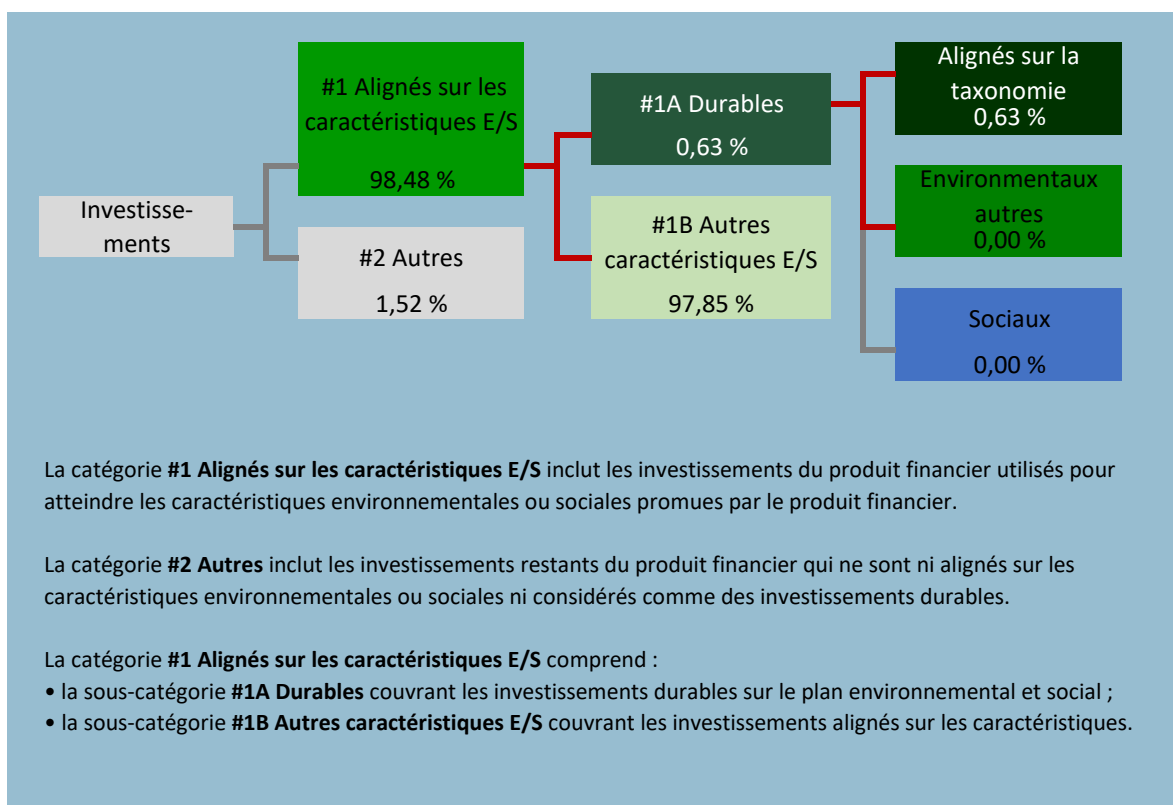 Investisse-
ments
#1 Alignés sur les
caractéristiques E/S
98,48 %
#2 Autres
1,52 %
#1A Durables
0,63 %
#1B Autres
caractéristiques E/S
97,85 %
Alignés sur la
taxonomie
0,63 %
Environmentaux
autres
0,00 %
Sociaux
0,00 %
La catégorie #1 Alignés sur les caractéristiques E/S inclut les investissements du produit financier utilisés pour
atteindre les caractéristiques environnementales ou sociales promues par le produit financier.
La catégorie #2 Autres inclut les investissements restants du produit financier qui ne sont ni alignés sur les
caractéristiques environnementales ou sociales ni considérés comme des investissements durables.
La catégorie #1 Alignés sur les caractéristiques E/S comprend :
• la sous-catégorie #1A Durables couvrant les investissements durables sur le plan environnemental et social ;
• la sous-catégorie #1B Autres caractéristiques E/S couvrant les investissements alignés sur les caractéristiques.